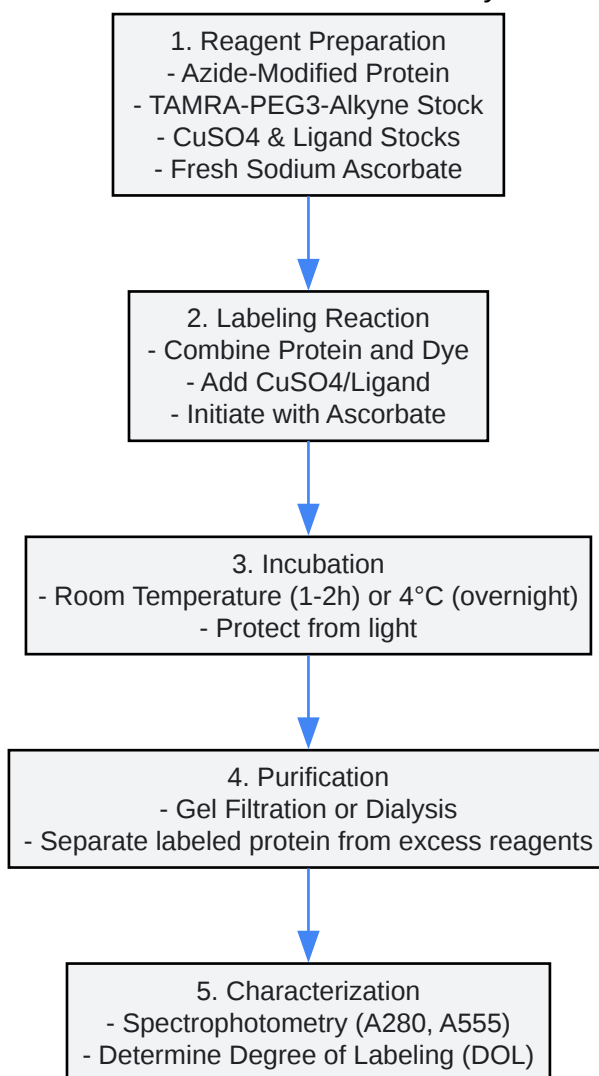 1. Reagent Preparation
- Azide-Modified Protein
- TAMRA-PEG3-Alkyne Stock
- CuSO4 & Ligand Stocks
- Fresh Sodium Ascorbate
2. Labeling Reaction
- Combine Protein and Dye
- Add CuSO4/Ligand
- Initiate with Ascorbate
3. Incubation
- Room Temperature (1-2h) or 4°C (overnight)
- Protect from light
4. Purification
- Gel Filtration or Dialysis
- Separate labeled protein from excess reagents
5. Characterization
- Spectrophotometry (A280, A555)
- Determine Degree of Labeling (DOL)